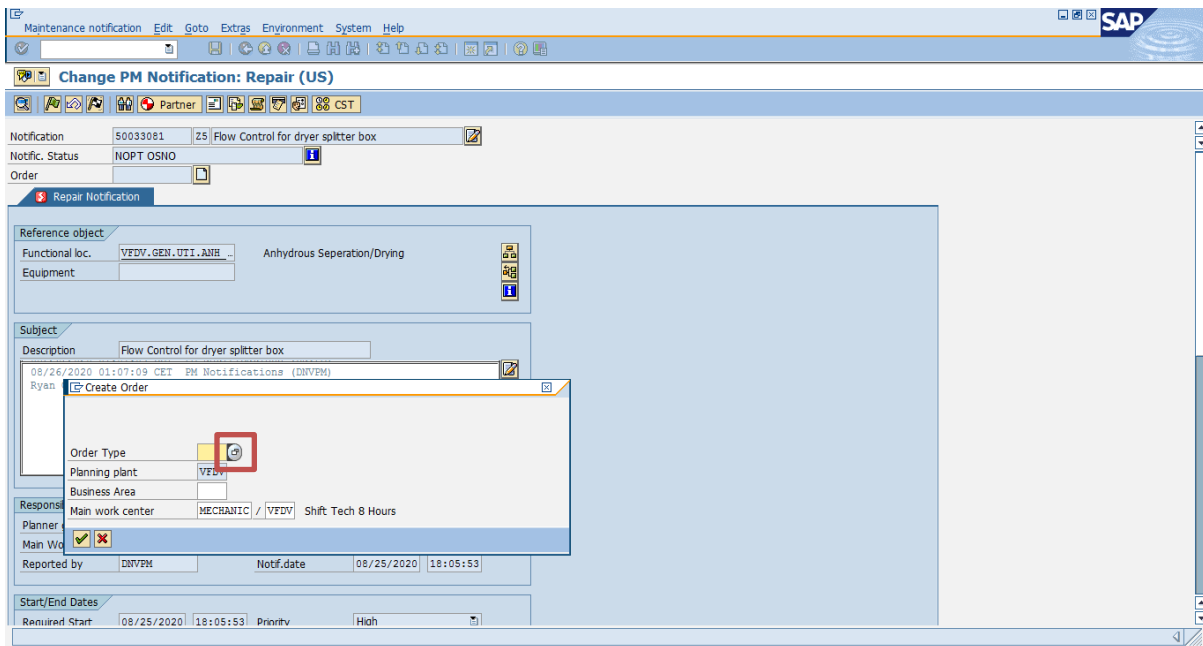 Maintenance notification Edit Goto Extras Environment System Help
SAP
Change PM Notification: Repair (US)
Partner CST
Notification 50033081 Z5 Flow Control for dryer splitter box
Notific. Status NOPT OSNO
Order
Repair Notification
Reference object
Functional loc. VFDV.GEN.UTI.ANH … Anhydrous Seperation/Drying
Equipment
Subject
Description Flow Control for dryer splitter box
08/26/2020 01:07:09 CET PM Notifications (DNVPM)
Ryan
Create Order
Order Type
Planning plant VFDV
Business Area
Responsi
Main work center MECHANIC / VFDV Shift Tech 8 Hours
Planner
Main Wo
Reported by DNVPM Notif.date 08/25/2020 18:05:53
Start/End Dates
Required Start 08/25/2020 18:05:53 Priority High